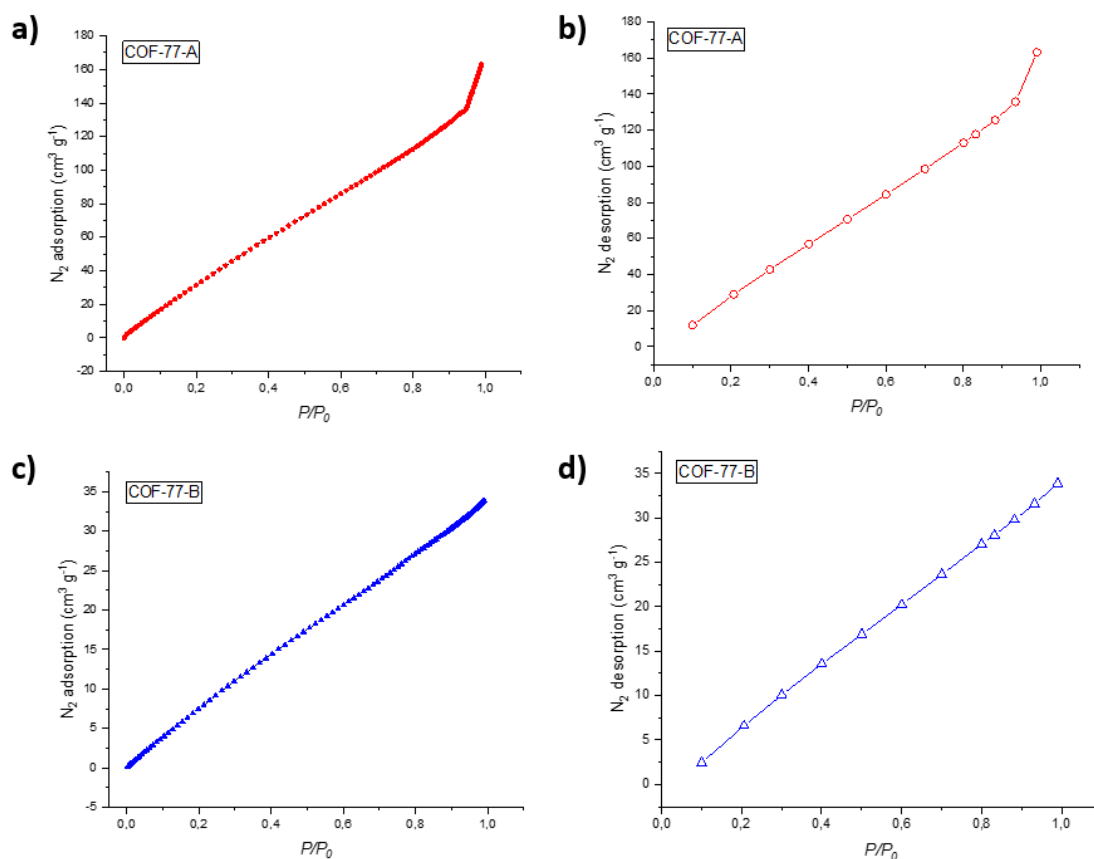 a)
COF-77-A
N₂ adsorption (cm³ g⁻¹)
160
140
120
100
80
60
40
20
0
-20
0,0 0,2 0,4 0,6 0,8 1,0
P/P₀
b)
COF-77-A
N₂ desorption (cm³ g⁻¹)
180
160
140
120
100
80
60
40
20
0
0,0 0,2 0,4 0,6 0,8 1,0
P/P₀
c)
COF-77-B
N₂ adsorption (cm³ g⁻¹)
35
30
25
20
15
10
5
0
-5
0,0 0,2 0,4 0,6 0,8 1,0
P/P₀
d)
COF-77-B
N₂ desorption (cm³ g⁻¹)
35
30
25
20
15
10
5
0
0,0 0,2 0,4 0,6 0,8 1,0
P/P₀